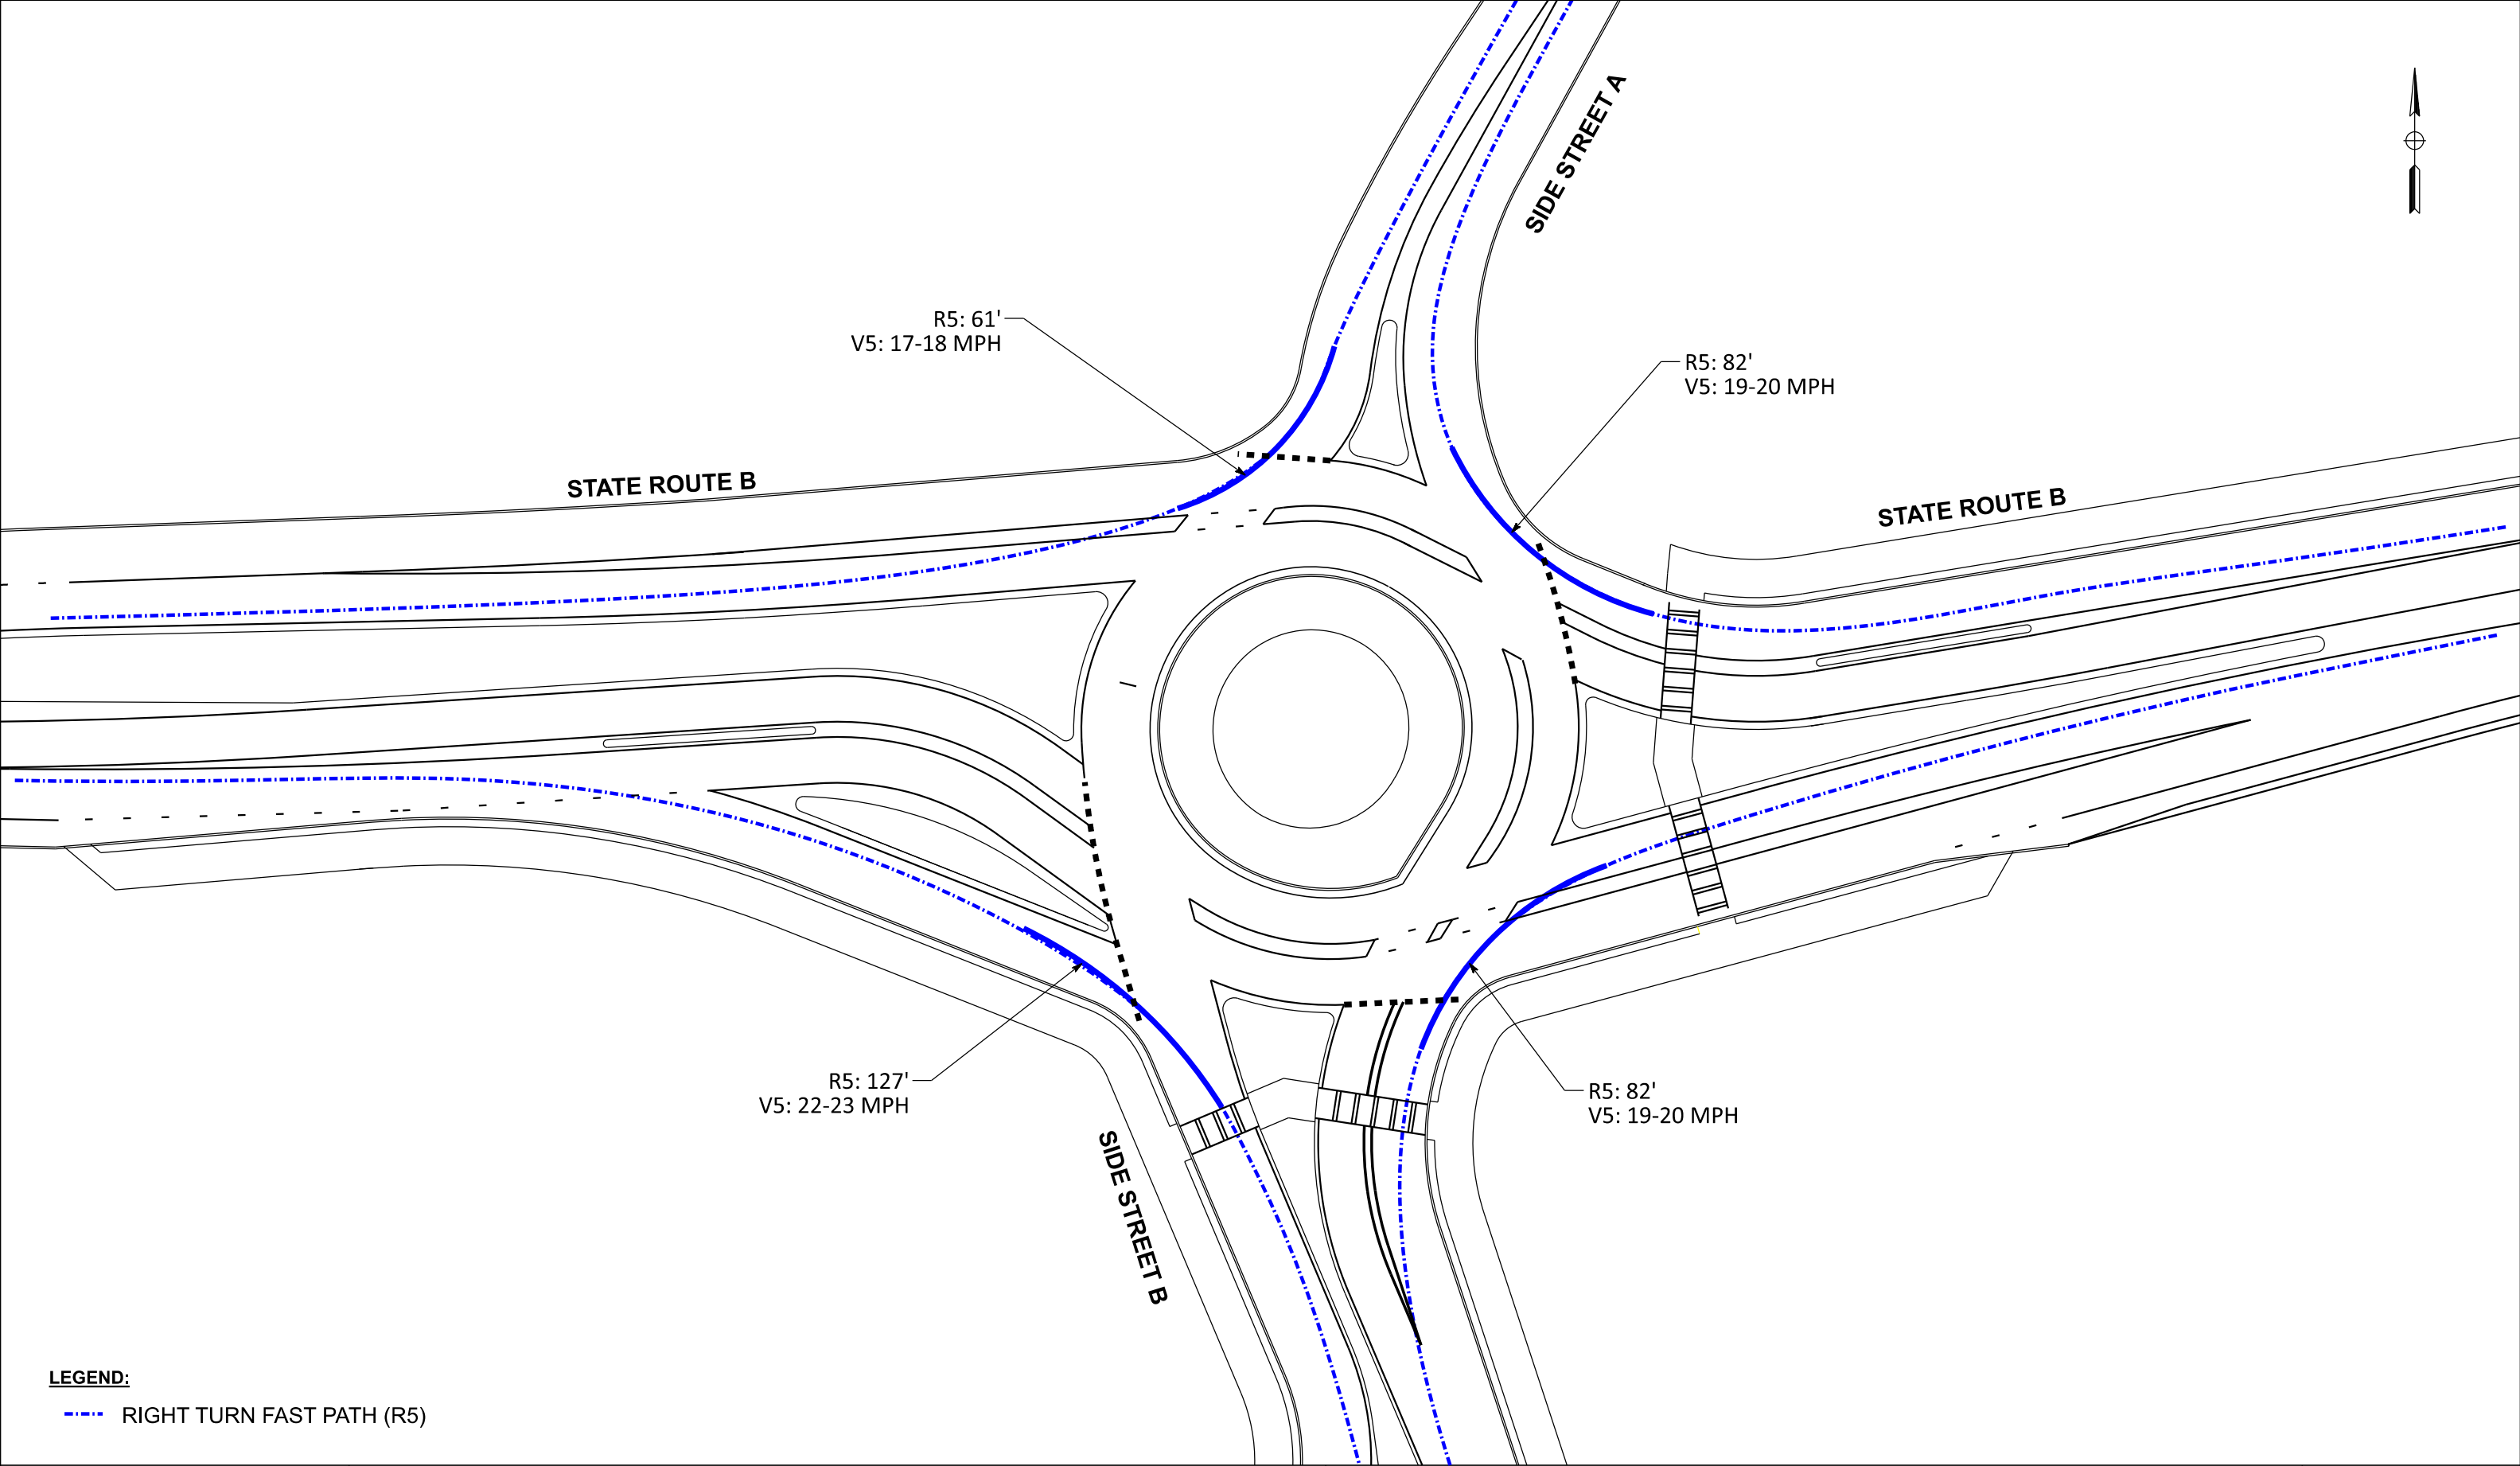 SIDE STREET A
R5: 61'
V5: 17-18 MPH
R5: 82'
V5: 19-20 MPH
STATE ROUTE B
STATE ROUTE B
R5: 127'
V5: 22-23 MPH
R5: 82'
V5: 19-20 MPH
SIDE STREET B
LEGEND:
RIGHT TURN FAST PATH (R5)